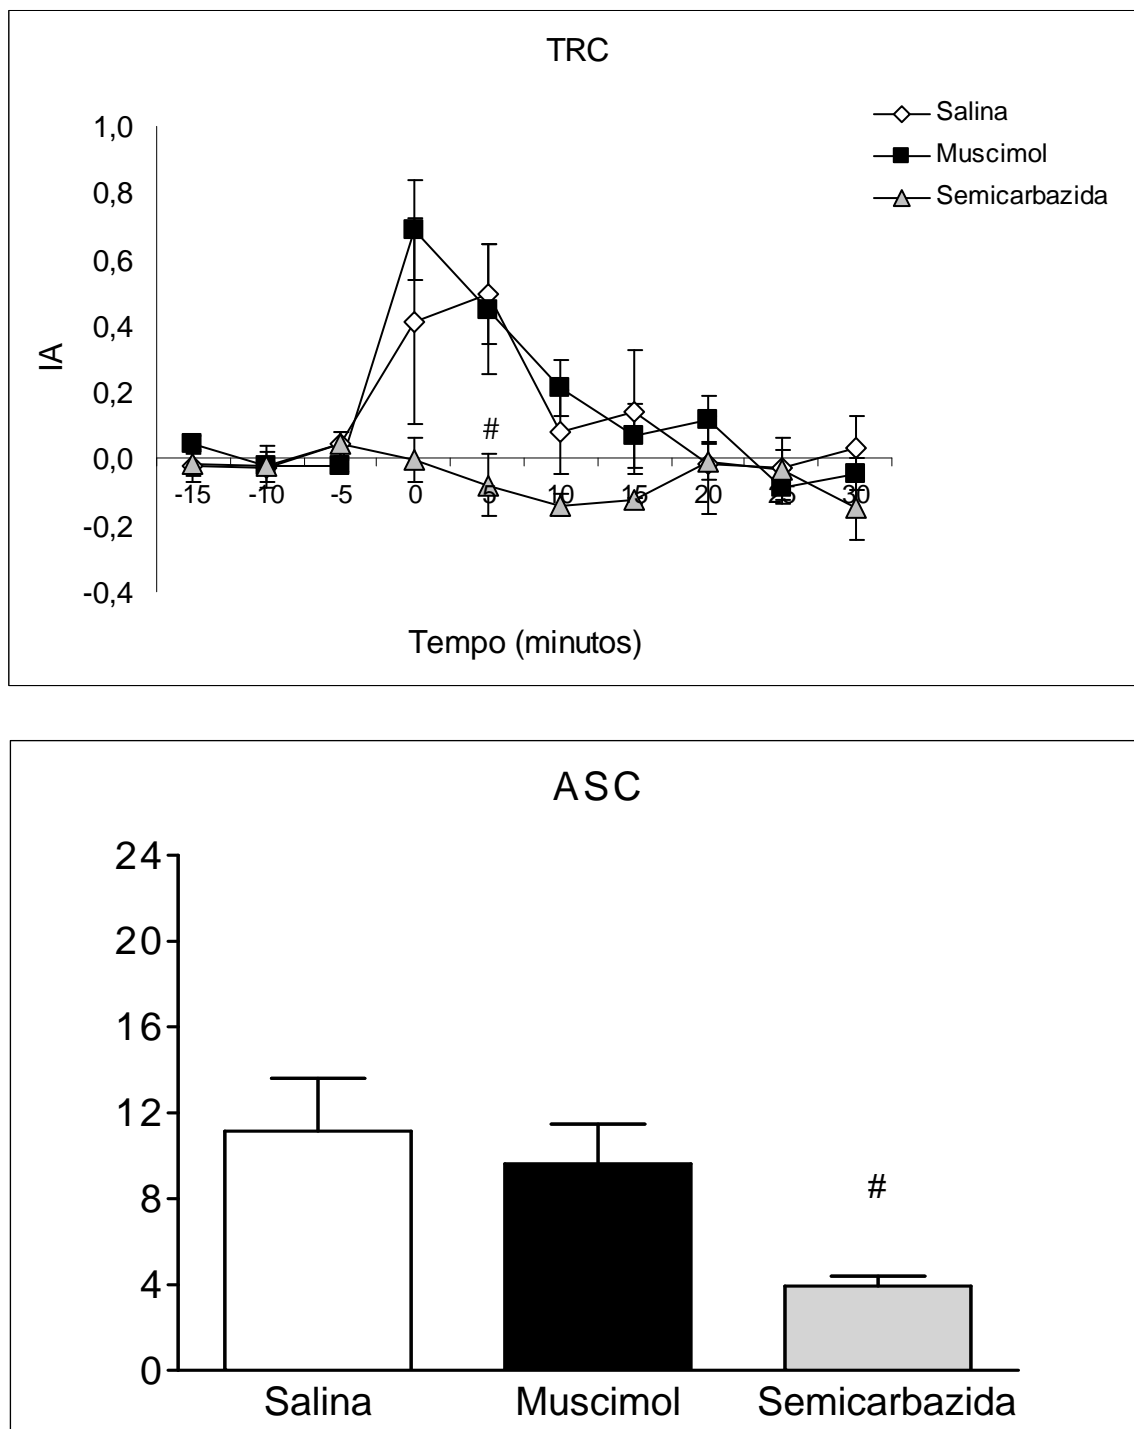 TRC
Salina
Muscimol
Semicarbazida
1,0
0,8
0,6
0,4
0,2
0,0
-0,2
-0,4
IA
#
-15 -10 -5 0 5 10 15 20 25 30
Tempo (minutos)
ASC
24
20
16
12
8
4
0
#
Salina Muscimol Semicarbazida